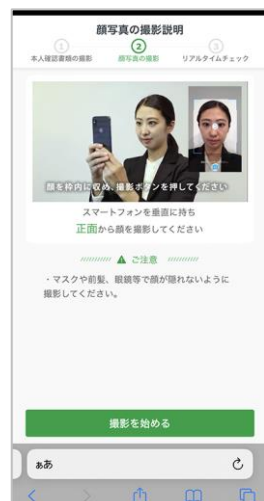 顔写真の撮影説明
1 2 3
本人確認書類の撮影 顔写真の撮影 リアルタイムチェック
顔を枠内に収め、撮影ボタンを押してください
スマートフォンを垂直に持ち
正面から顔を撮影してください
ご注意
・マスクや前髪、眼鏡等で顔が隠れないように
撮影してください。
撮影を始める
ぁあ